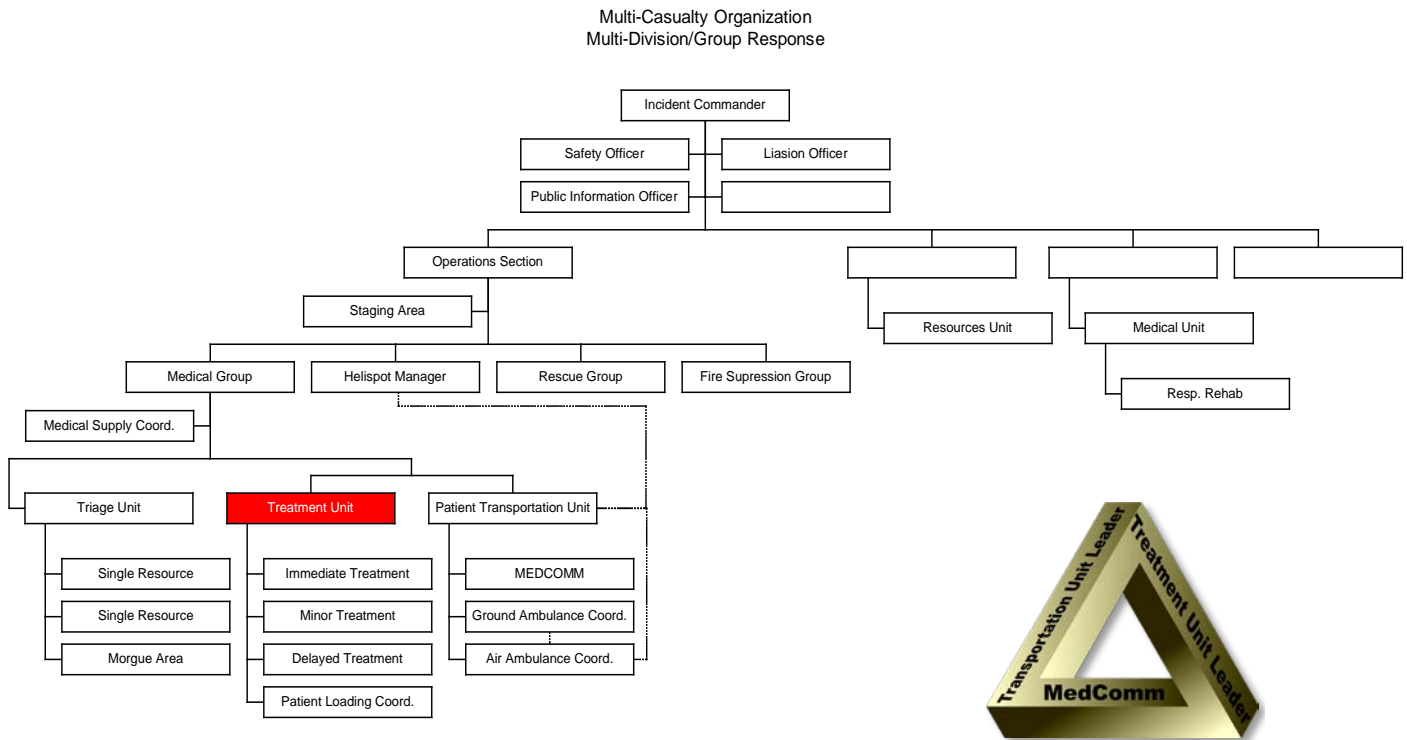 Multi-Casualty Organization
Multi-Division/Group Response
Incident Commander
Safety Officer
Liasion Officer
Public Information Officer
Operations Section
Staging Area
Resources Unit
Medical Unit
Medical Group
Helispot Manager
Rescue Group
Fire Supression Group
Resp. Rehab
Medical Supply Coord.
Triage Unit
Treatment Unit
Patient Transportation Unit
Single Resource
Immediate Treatment
MEDCOMM
Single Resource
Minor Treatment
Ground Ambulance Coord.
Morgue Area
Delayed Treatment
Air Ambulance Coord.
Patient Loading Coord.
Transportation Unit Leader
Treatment Unit Leader
MedComm